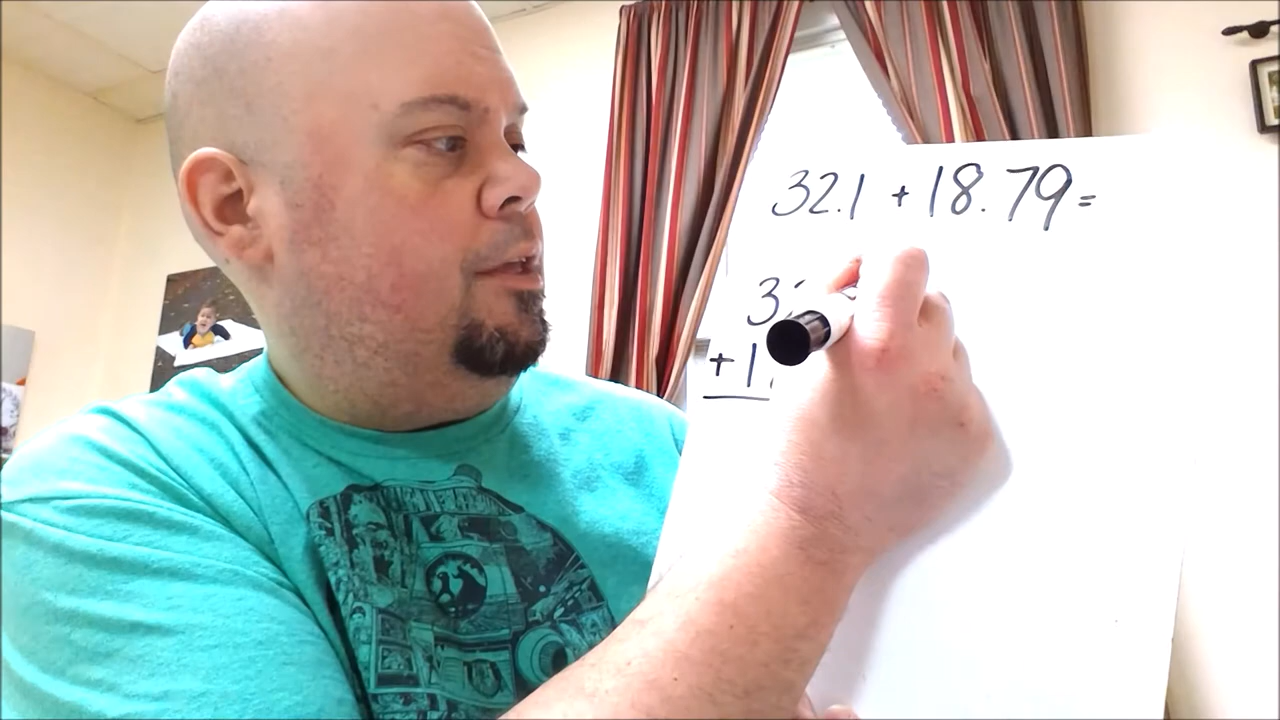 32.1 + 18.79=
3
+ 1